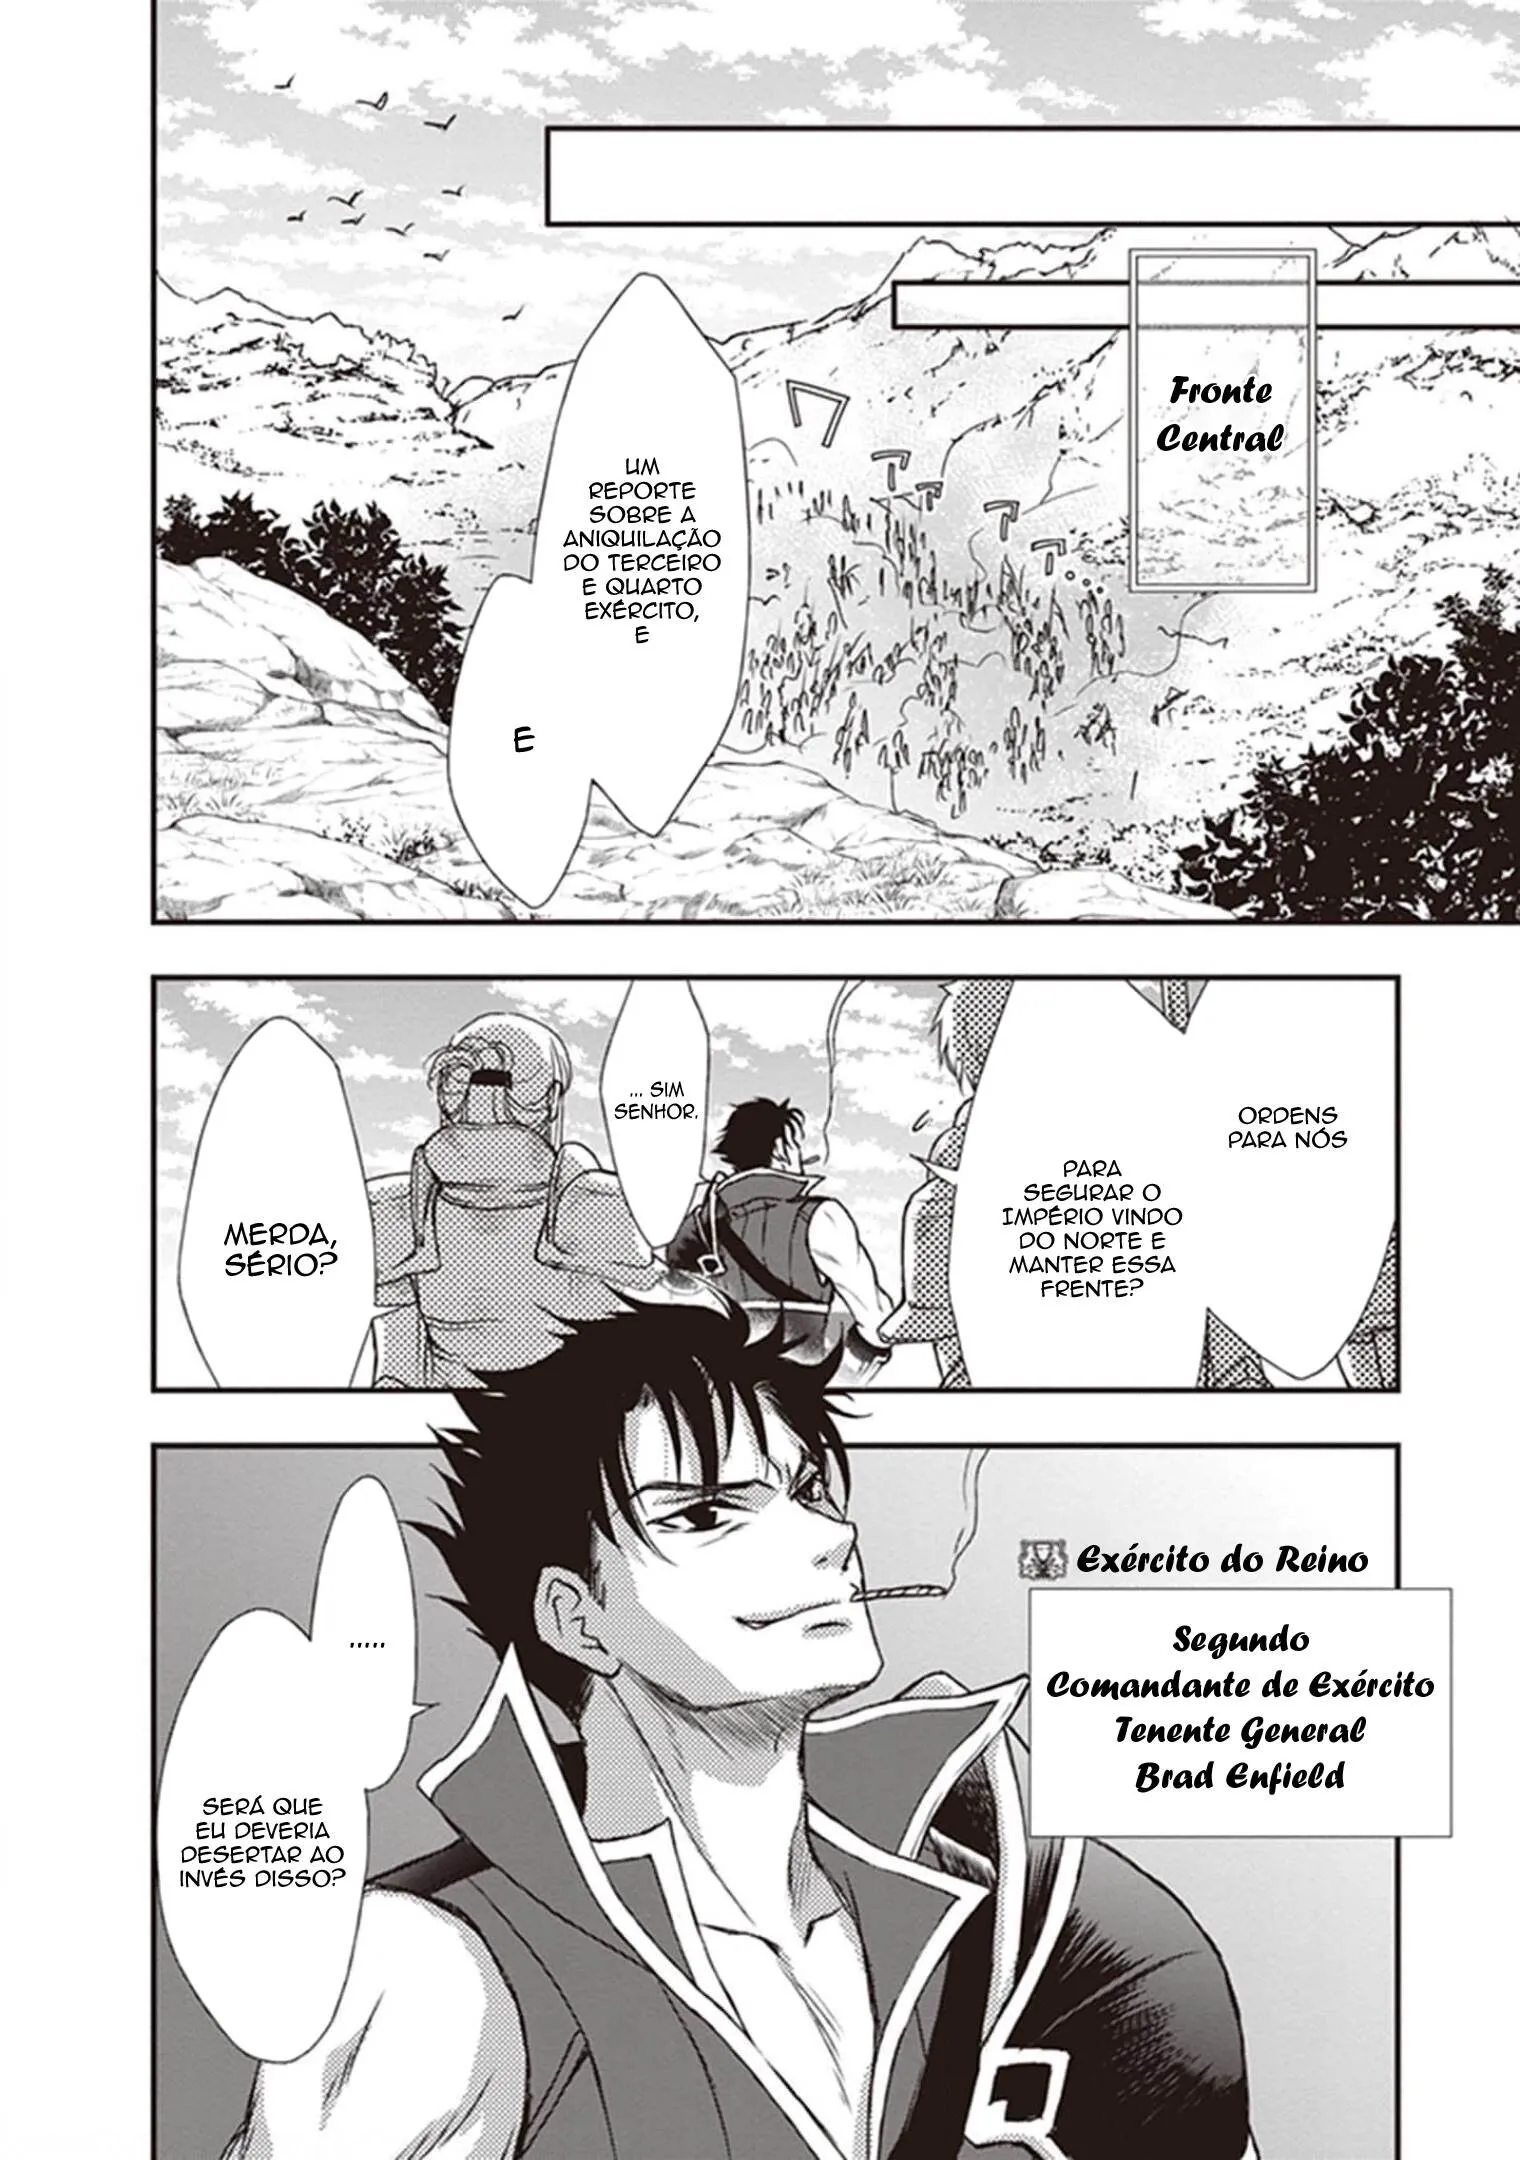 Fronte
Central
UM
REPORTE
SOBRE A
ANIQUILAÇÃO
DO TERCEIRO
E QUARTO
EXÉRCITO,
E
E
ORDENS
PARA NÓS
PARA
SEGURAR O
IMPÉRIO VINDO
DO NORTE E
MANTER ESSA
FRENTE?
... SIM
SENHOR.
MERDA,
SÉRIO?
Exército do Reino
Segundo
Comandante de Exército
Tenente General
Brad Enfield
.....
SERÁ QUE
EU DEVERIA
DESERTAR AO
INVÉS DISSO?